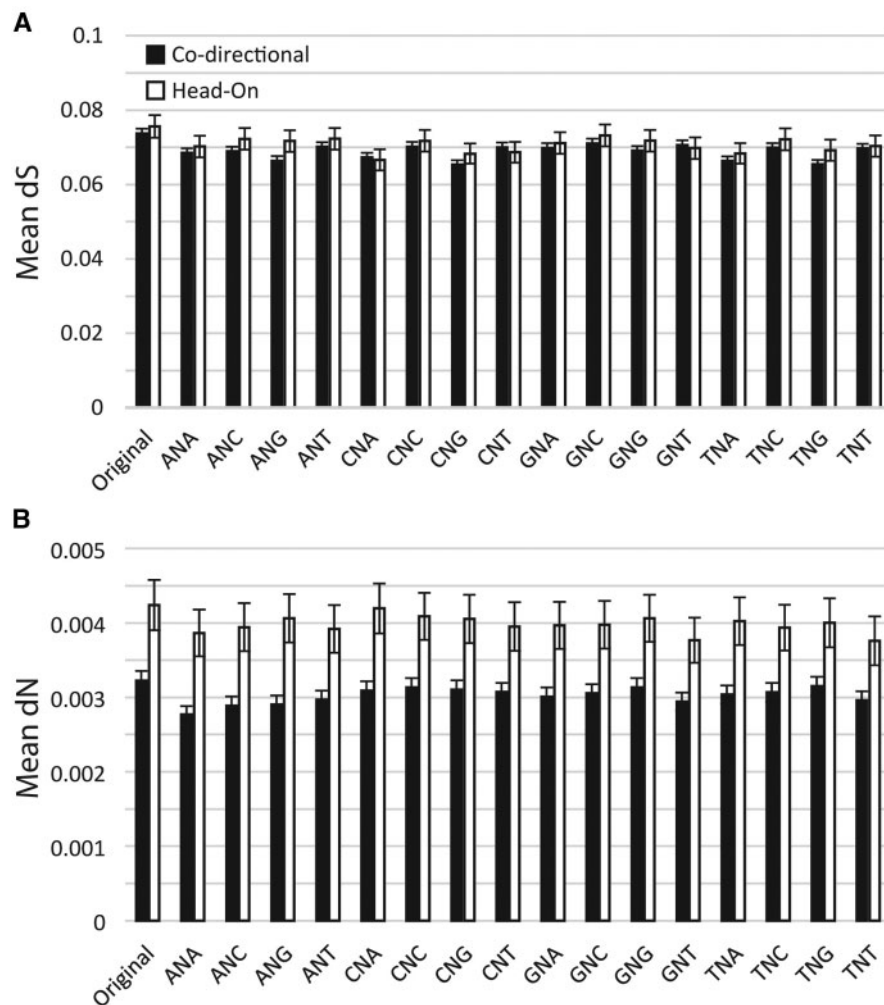 A
Mean dS
0.1
0.08
0.06
0.04
0.02
0
Co-directional
Head-On
Original
ANA
ANC
ANG
ANT
CNA
CNC
CNG
CNT
GNA
GNC
GNG
GNT
TNA
TNC
TNG
TNT
B
Mean dN
0.005
0.004
0.003
0.002
0.001
0
Original
ANA
ANC
ANG
ANT
CNA
CNC
CNG
CNT
GNA
GNC
GNG
GNT
TNA
TNC
TNG
TNT